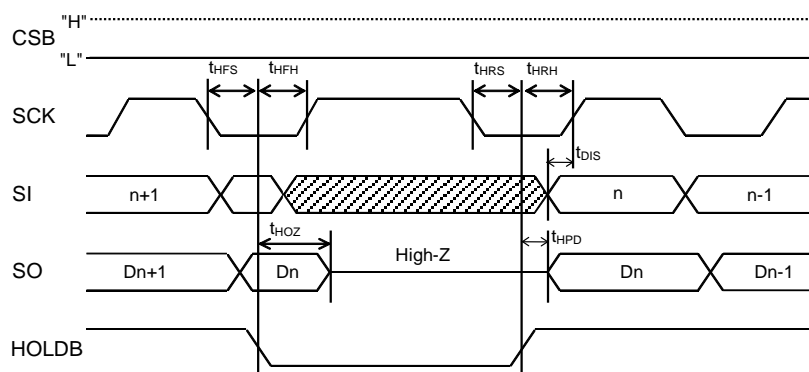 "H"
CSB
"L"
tHFS tHFH tHRS tHRH
SCK
tDIS
SI n+1 n n-1
tHOZ High-Z tHPD
SO Dn+1 Dn Dn Dn-1
HOLDB